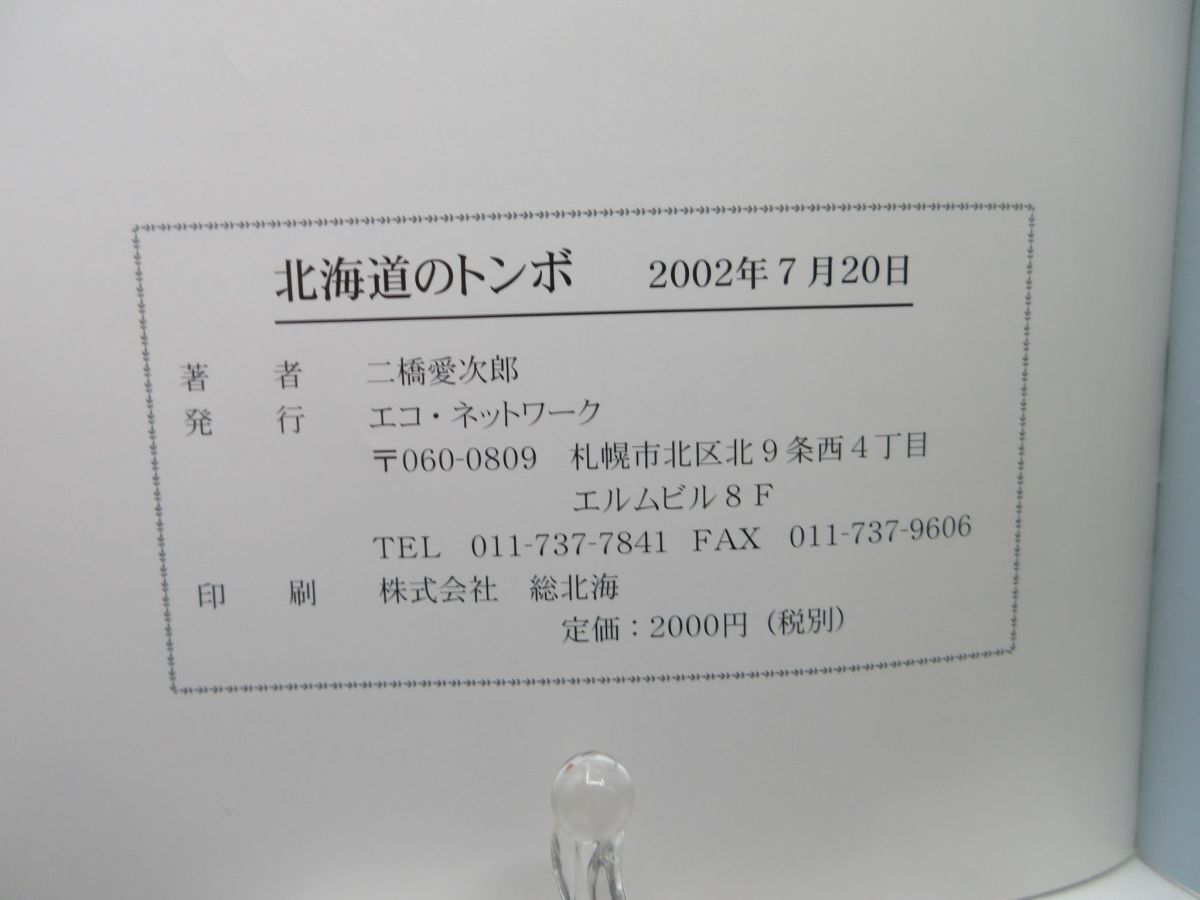 北海道のトンボ　2002年７月20日
著　者　二橋愛次郎
発　行　エコ・ネットワーク
〒060-0809　札幌市北区北９条西４丁目
エルムビル８Ｆ
TEL　011-737-7841　FAX　011-737-9606
印　刷　株式会社　総北海
定価：2000円（税別）